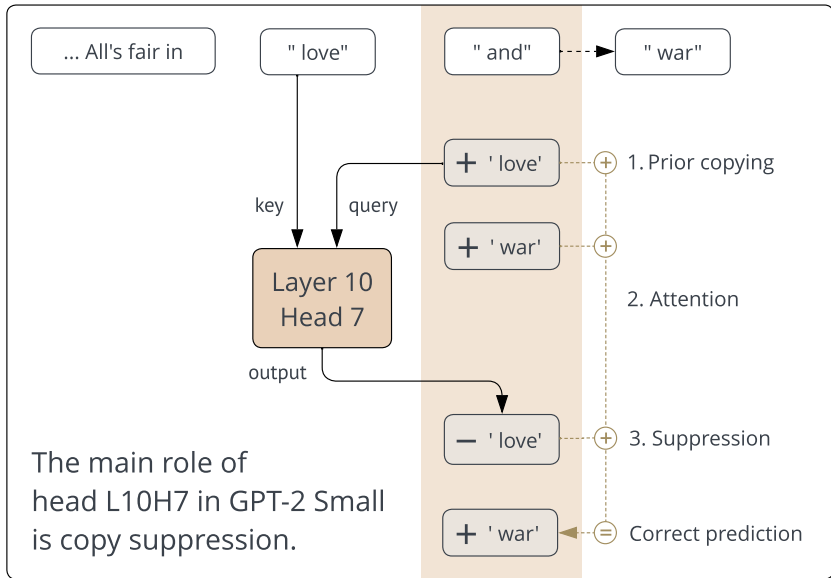 ... All's fair in
" love"
" and"
" war"
+ ' love'
+
1. Prior copying
key
query
+ ' war'
+
Layer 10
Head 7
2. Attention
output
− ' love'
+
3. Suppression
The main role of
head L10H7 in GPT-2 Small
is copy suppression.
+ ' war'
=
Correct prediction